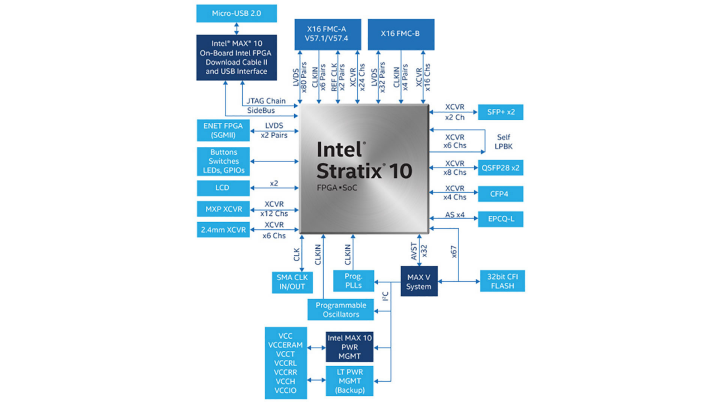 Micro-USB 2.0
Intel® MAX® 10
On-Board Intel FPGA
Download Cable II
and USB Interface
X16 FMC-A
V57.1/V57.4
X16 FMC-B
LVDS
x80 Pairs
CLKIN
x6 Pairs
REF CLK
x2 Pairs
XCVR
x24 Chs
LVDS
x32 Pairs
CLKIN
x4 Pairs
XCVR
x16 Chs
JTAG Chain
SideBus
ENET FPGA
(SGMII)
LVDS
x2 Pairs
Buttons
Switches
LEDs, GPIOs
LCD
x2
MXP XCVR
XCVR
x12 Chs
2.4mm XCVR
XCVR
x6 Chs
Intel®
Stratix® 10
FPGA • SoC
XCVR
x2 Ch
SFP+ x2
XCVR
x6 Chs
Self
LPBK
XCVR
x8 Chs
QSFP28 x2
XCVR
x4 Chs
CFP4
AS x4
EPCQ-L
CLK
CLKIN
CLKIN
AVST
x32
x67
SMA CLK
IN/OUT
Prog.
PLLs
MAX V
System
32bit CFI
FLASH
Programmable
Oscillators
I²C
VCC
VCCERAM
VCCT
VCCRL
VCCRR
VCCH
VCCIO
Intel MAX 10
PWR
MGMT
LT PWR
MGMT
(Backup)